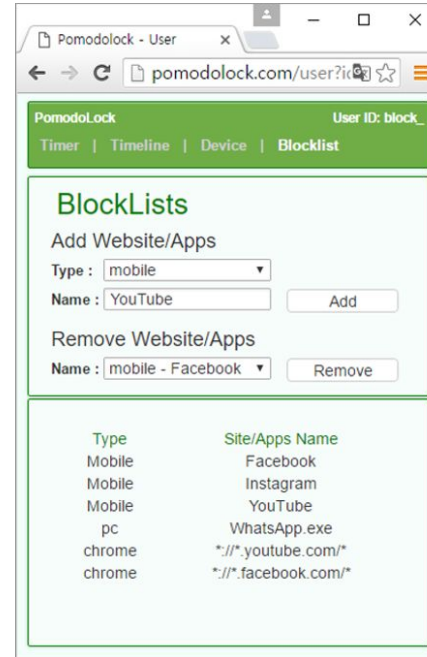 Pomodolock - User
pomodolock.com/user?i
PomodoLock User ID: block_
Timer | Timeline | Device | Blocklist
BlockLists
Add Website/Apps
Type : mobile
Name : YouTube Add
Remove Website/Apps
Name : mobile - Facebook Remove
Type Site/Apps Name
Mobile Facebook
Mobile Instagram
Mobile YouTube
pc WhatsApp.exe
chrome *://*.youtube.com/*
chrome *://*.facebook.com/*